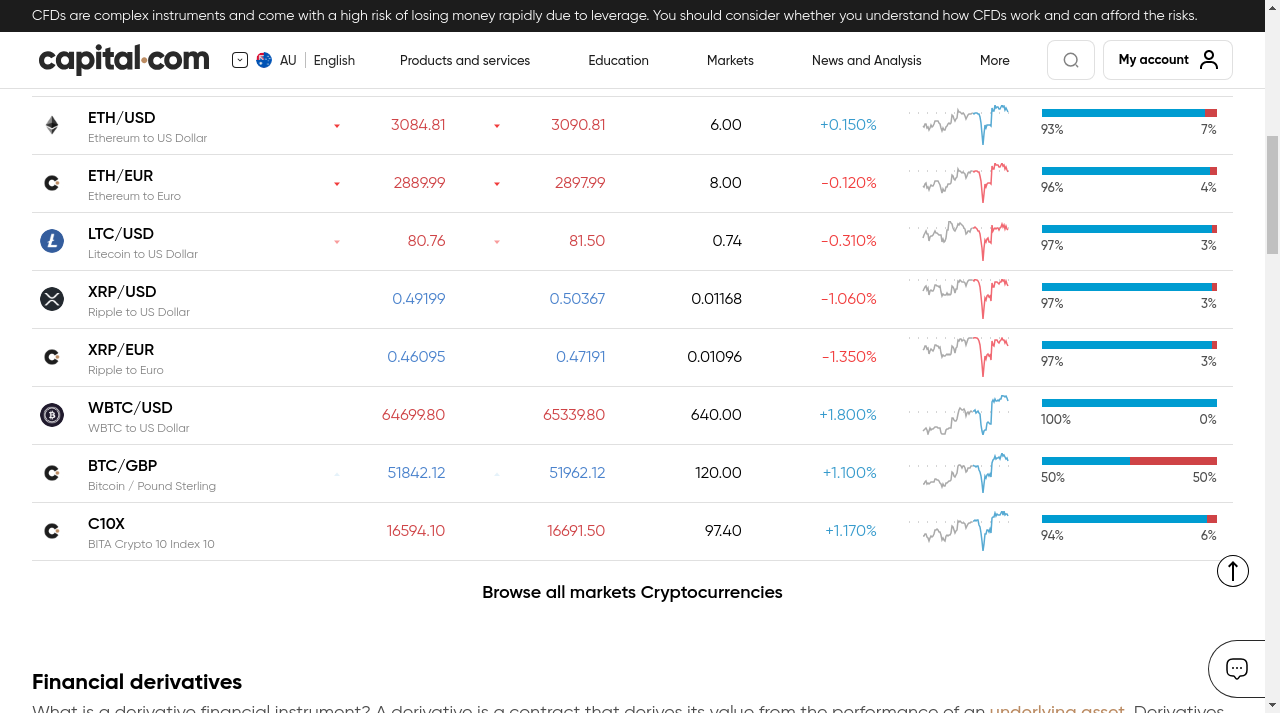 CFDs are complex instruments and come with a high risk of losing money rapidly due to leverage. You should consider whether you understand how CFDs work and can afford the risks.
capital.com AU English Products and services Education Markets News and Analysis More My account
ETH/USD 3084.81 3090.81 6.00 +0.150%
Ethereum to US Dollar 93% 7%
ETH/EUR 2889.99 2897.99 8.00 -0.120%
Ethereum to Euro 96% 4%
LTC/USD 80.76 81.50 0.74 -0.310%
Litecoin to US Dollar 97% 3%
XRP/USD 0.49199 0.50367 0.01168 -1.060%
Ripple to US Dollar 97% 3%
XRP/EUR 0.46095 0.47191 0.01096 -1.350%
Ripple to Euro 97% 3%
WBTC/USD 64699.80 65339.80 640.00 +1.800%
WBTC to US Dollar 100% 0%
BTC/GBP 51842.12 51962.12 120.00 +1.100%
Bitcoin / Pound Sterling 50% 50%
C10X 16594.10 16691.50 97.40 +1.170%
BITA Crypto 10 Index 10 94% 6%
Browse all markets Cryptocurrencies
Financial derivatives
What is a derivative financial instrument? A derivative is a contract that derives its value from the performance of an underlying asset. Derivatives